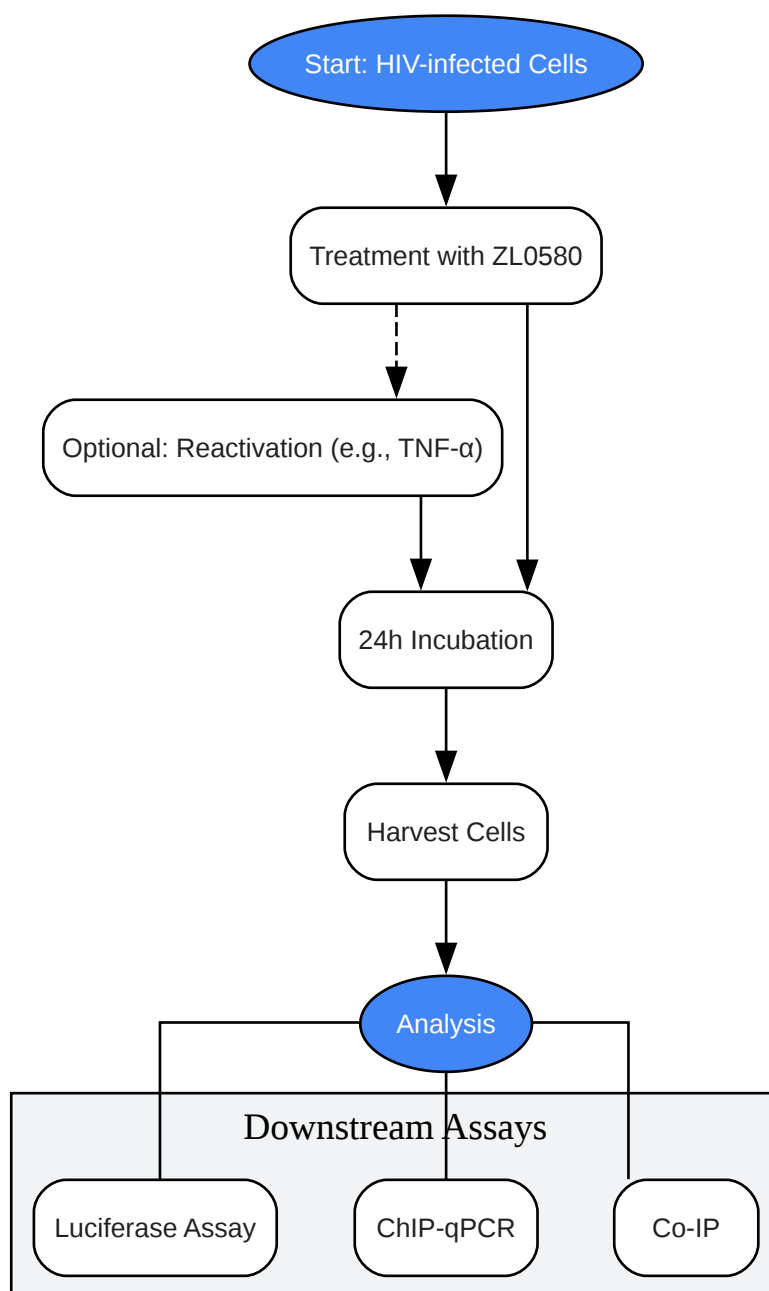 Start: HIV-infected Cells
Treatment with ZL0580
Optional: Reactivation (e.g., TNF-α)
24h Incubation
Harvest Cells
Analysis
Downstream Assays
Luciferase Assay
ChIP-qPCR
Co-IP